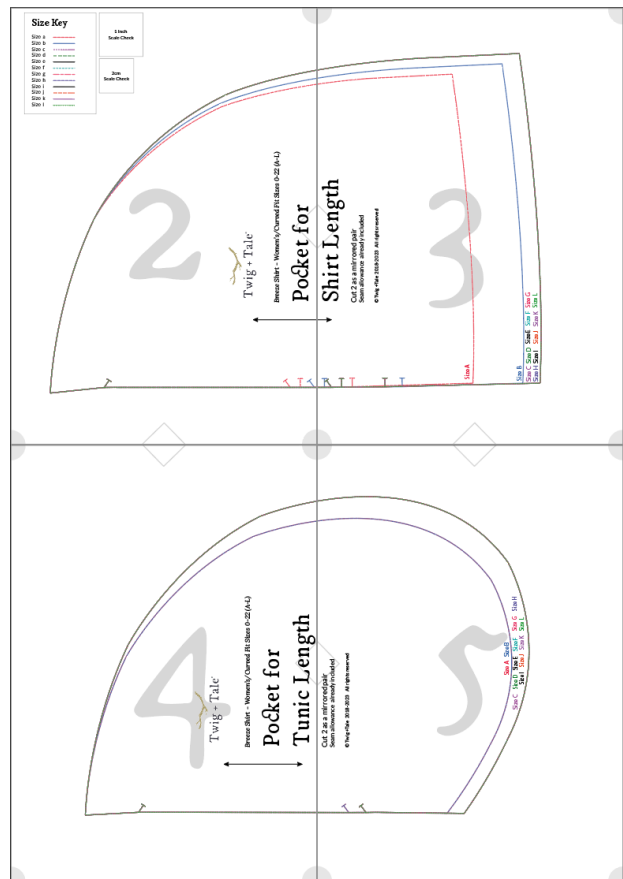 Size Key
Size a
Size b
Size c
Size d
Size e
Size f
Size g
Size h
Size i
Size j
Size k
Size l
1 Inch
Scale Check
2cm
Scale Check
2
3
Twig + Tale
Breeze Shirt - Women's/Curved Fit Sizes 0-22 (A-L)
Pocket for
Shirt Length
Cut 2 as a mirrored pair
Seam allowance already included
© Twig + Tale 2018-2023 All rights reserved
Size A
Size B
Size C Size D Size E Size F Size G
Size H Size I Size J Size K Size L
4
5
Twig + Tale
Breeze Shirt - Women's/Curved Fit Sizes 0-22 (A-L)
Pocket for
Tunic Length
Cut 2 as a mirrored pair
Seam allowance already included
© Twig + Tale 2018-2023 All rights reserved
Size A Size B
Size C Size D Size E Size F Size G Size H
Size I Size J Size K Size L